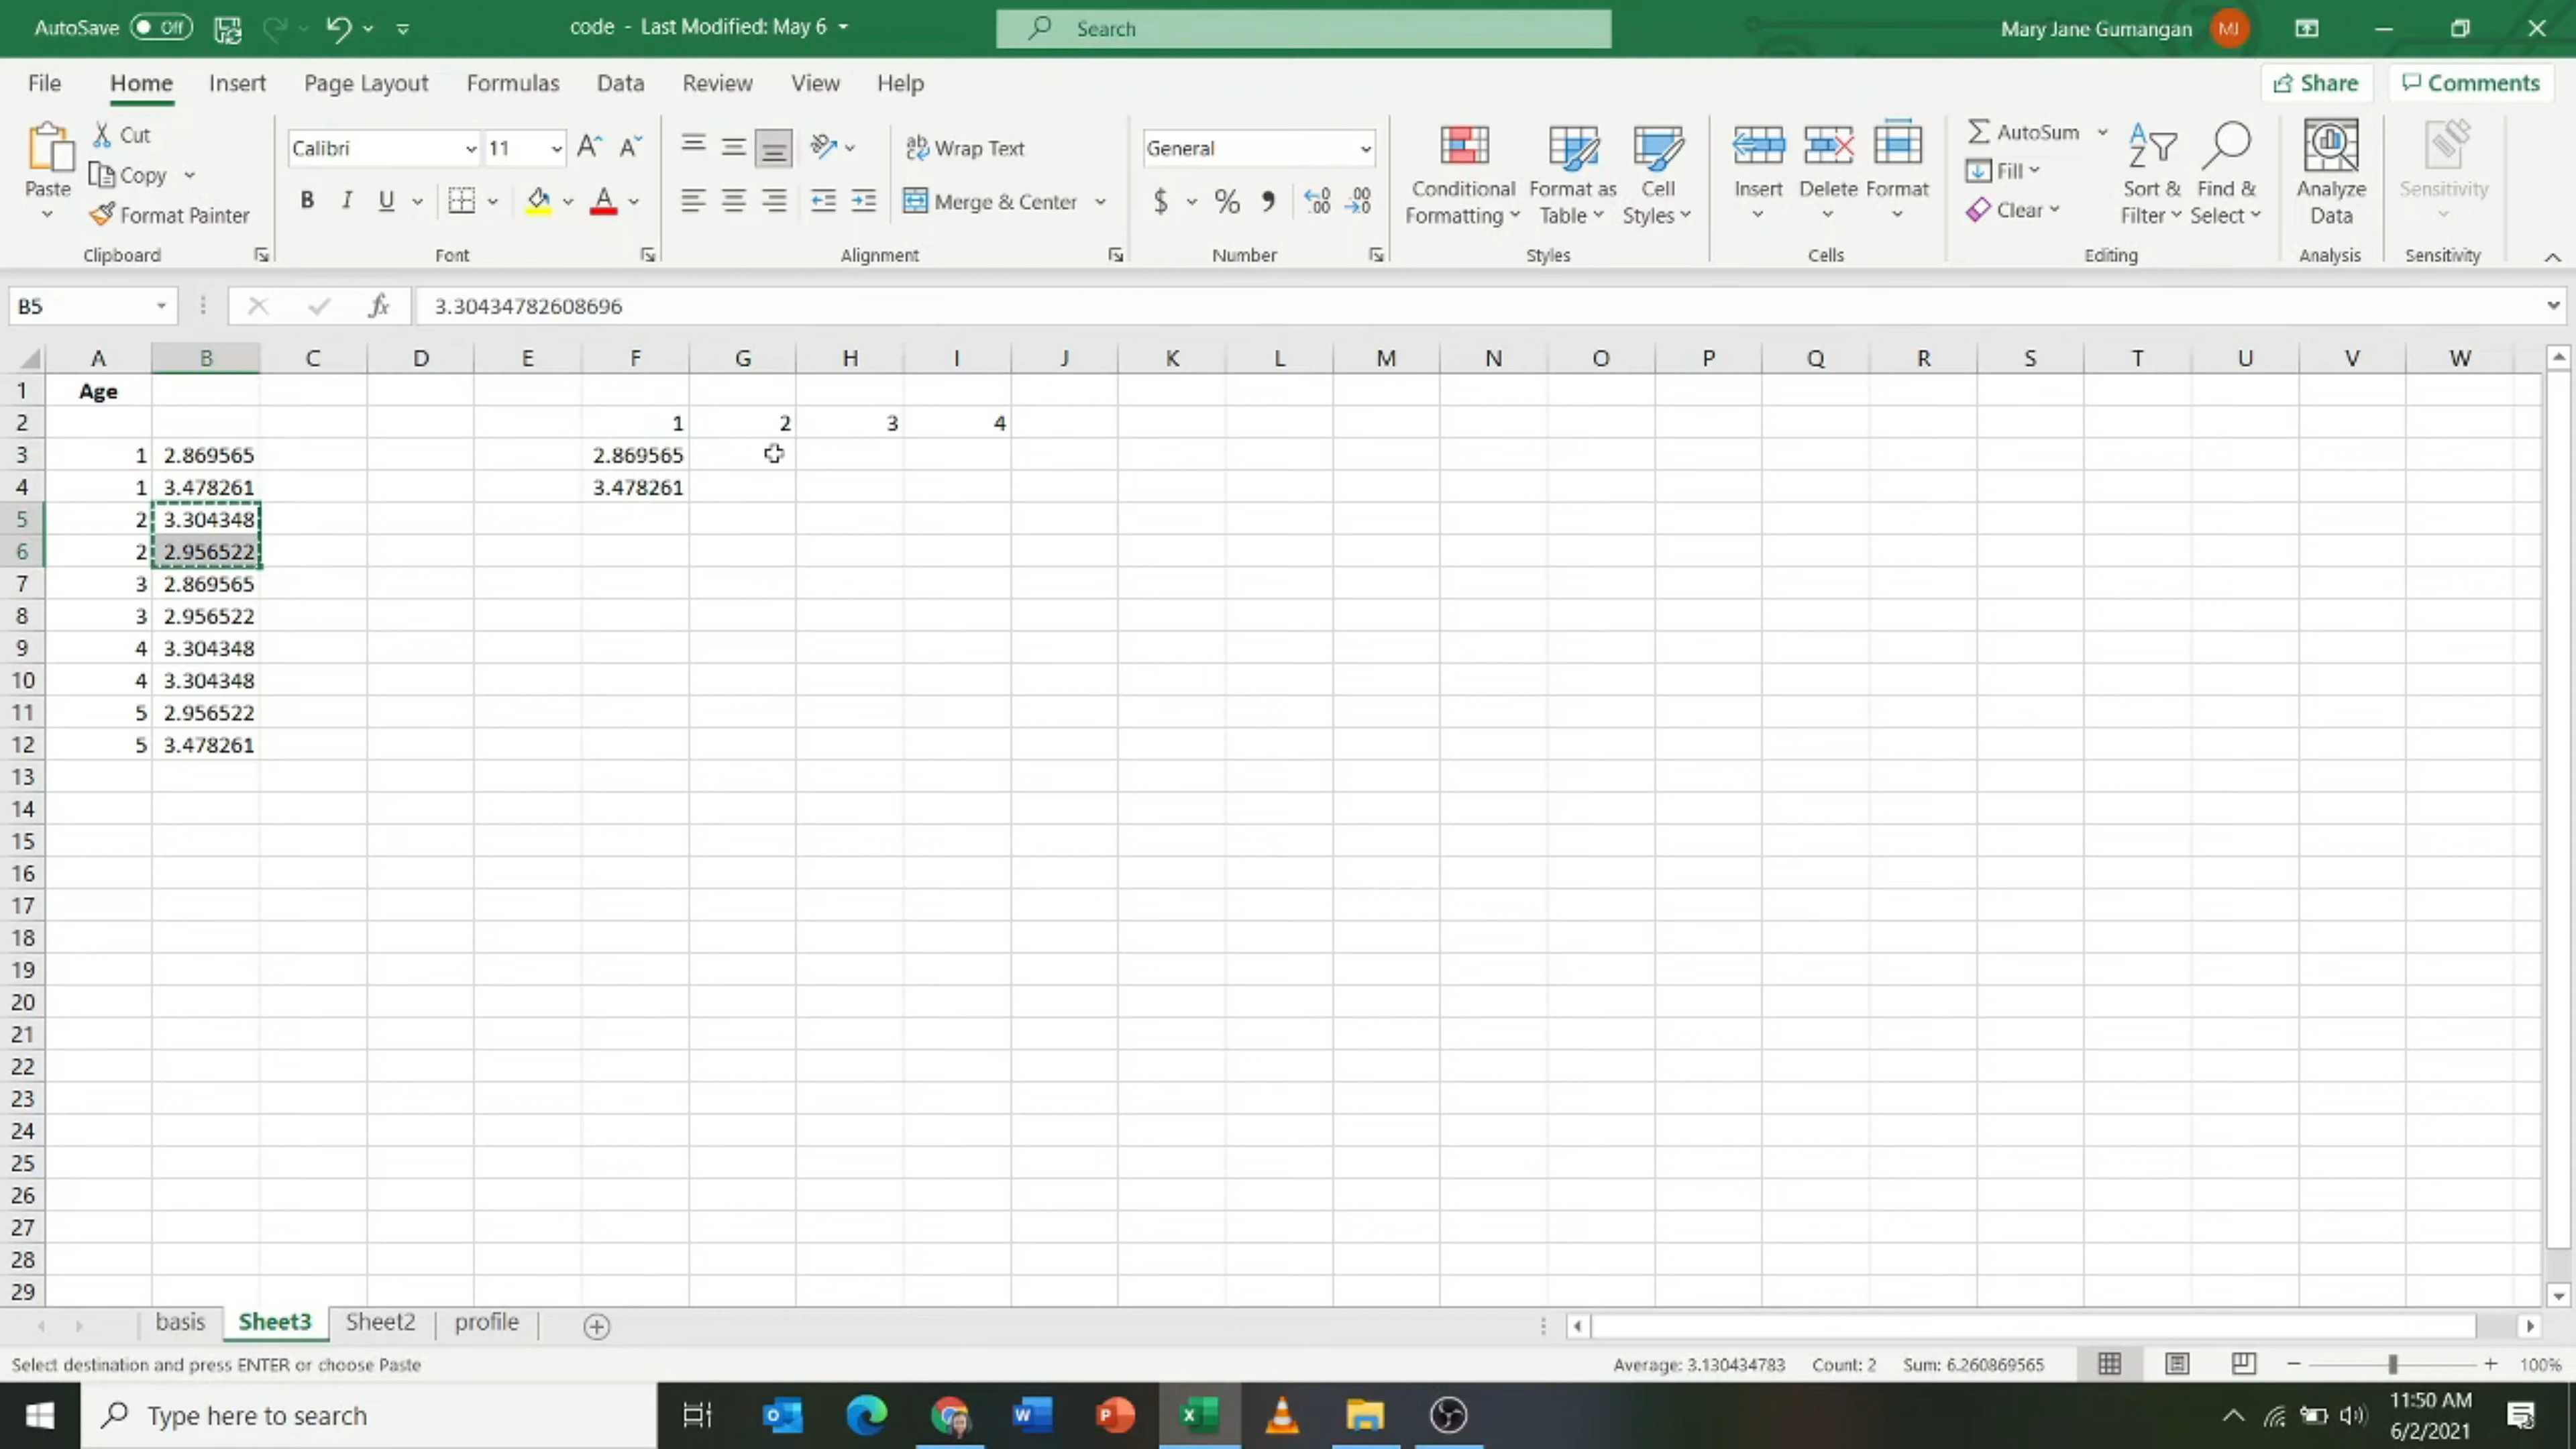 AutoSave Off code - Last Modified: May 6 Search Mary Jane Gumangan MJ
File Home Insert Page Layout Formulas Data Review View Help Share Comments
Paste Cut Copy Format Painter Clipboard
Calibri 11 B I U A Font
Wrap Text Merge & Center Alignment
General $ % Number
Conditional Formatting Format as Table Cell Styles Styles
Insert Delete Format Cells
AutoSum Fill Clear Sort & Filter Find & Select Editing
Analyze Data Analysis
Sensitivity Sensitivity
B5 fx 3.30434782608696
A B C D E F G H I J K L M N O P Q R S T U V W
1 Age
2 1 2 3 4
3 1 2.869565 2.869565
4 1 3.478261 3.478261
5 2 3.304348
6 2 2.956522
7 3 2.869565
8 3 2.956522
9 4 3.304348
10 4 3.304348
11 5 2.956522
12 5 3.478261
13
14
15
16
17
18
19
20
21
22
23
24
25
26
27
28
29
basis Sheet3 Sheet2 profile
Select destination and press ENTER or choose Paste Average: 3.130434783 Count: 2 Sum: 6.260869565 100%
Type here to search 11:50 AM
6/2/2021